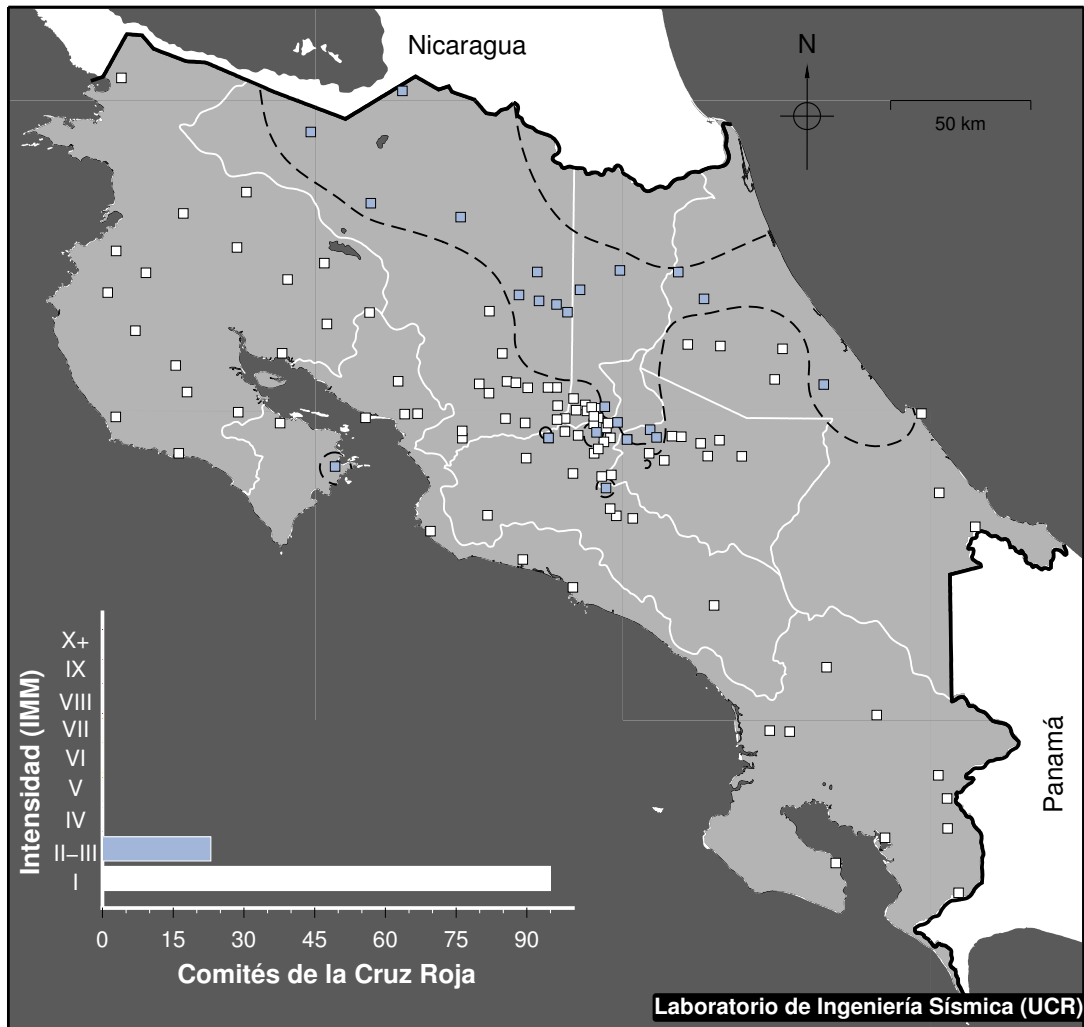 Nicaragua
N
50 km
Panamá
Intensidad (IMM)
X+
IX
VIII
VII
VI
V
IV
II−III
I
0 15 30 45 60 75 90
Comités de la Cruz Roja
Laboratorio de Ingeniería Sísmica (UCR)